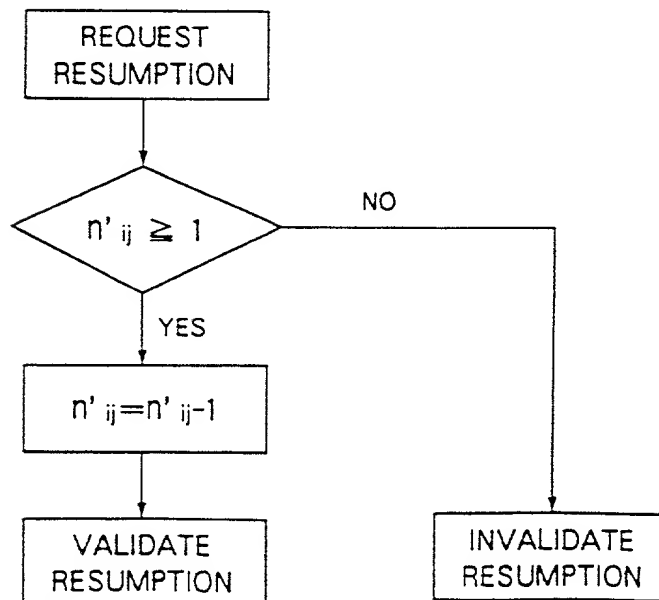 REQUEST
RESUMPTION
n' ij ≧ 1
NO
YES
n' ij=n' ij-1
VALIDATE
RESUMPTION
INVALIDATE
RESUMPTION